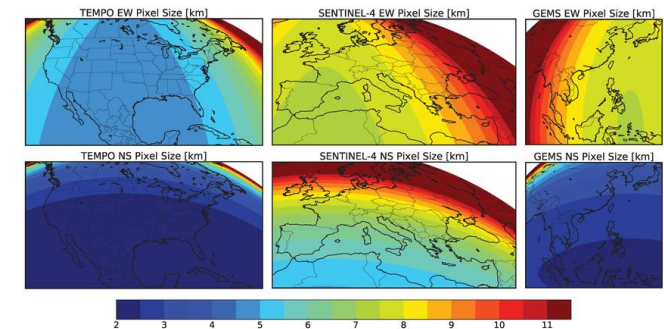 TEMPO EW Pixel Size [km] SENTINEL-4 EW Pixel Size [km] GEMS EW Pixel Size [km]
TEMPO NS Pixel Size [km] SENTINEL-4 NS Pixel Size [km] GEMS NS Pixel Size [km]
2 3 4 5 6 7 8 9 10 11